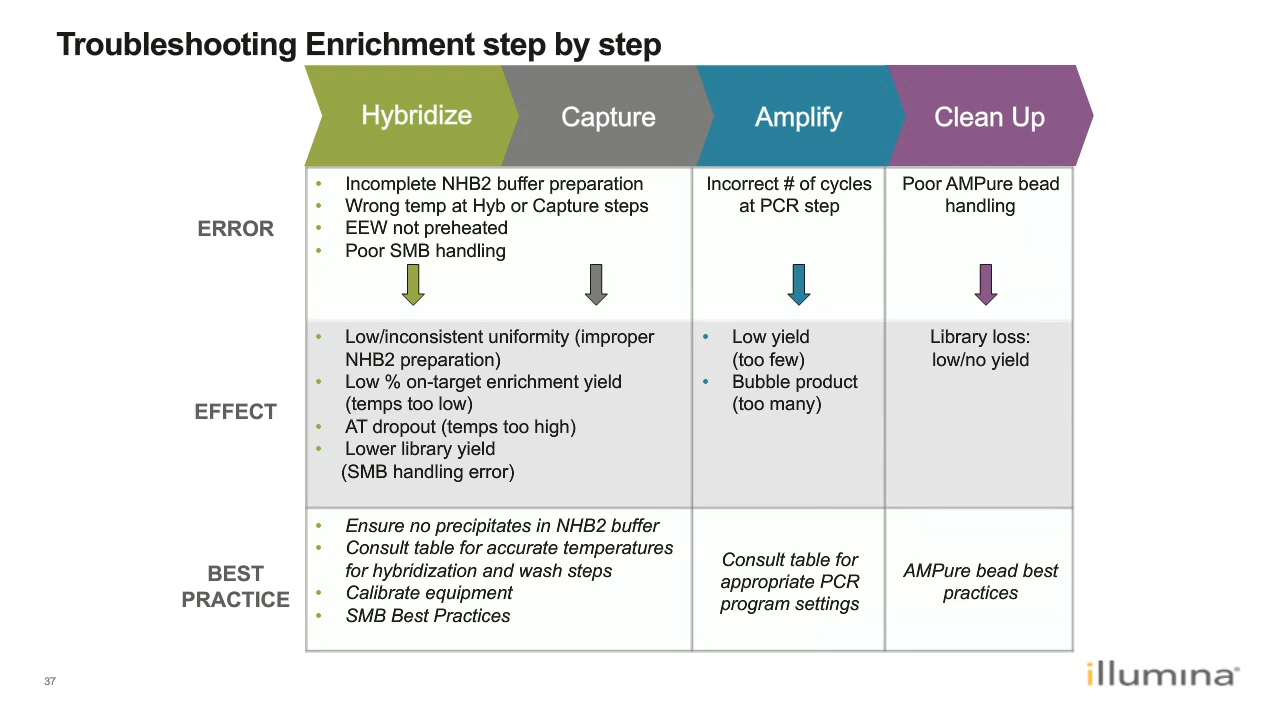 Troubleshooting Enrichment step by step
Hybridize
Capture
Amplify
Clean Up
ERROR
• Incomplete NHB2 buffer preparation
• Wrong temp at Hyb or Capture steps
• EEW not preheated
• Poor SMB handling
Incorrect # of cycles
at PCR step
Poor AMPure bead
handling
EFFECT
• Low/inconsistent uniformity (improper
NHB2 preparation)
• Low % on-target enrichment yield
(temps too low)
• AT dropout (temps too high)
• Lower library yield
(SMB handling error)
• Low yield
(too few)
• Bubble product
(too many)
Library loss:
low/no yield
BEST
PRACTICE
• Ensure no precipitates in NHB2 buffer
• Consult table for accurate temperatures
for hybridization and wash steps
• Calibrate equipment
• SMB Best Practices
Consult table for
appropriate PCR
program settings
AMPure bead best
practices
37
illumina®